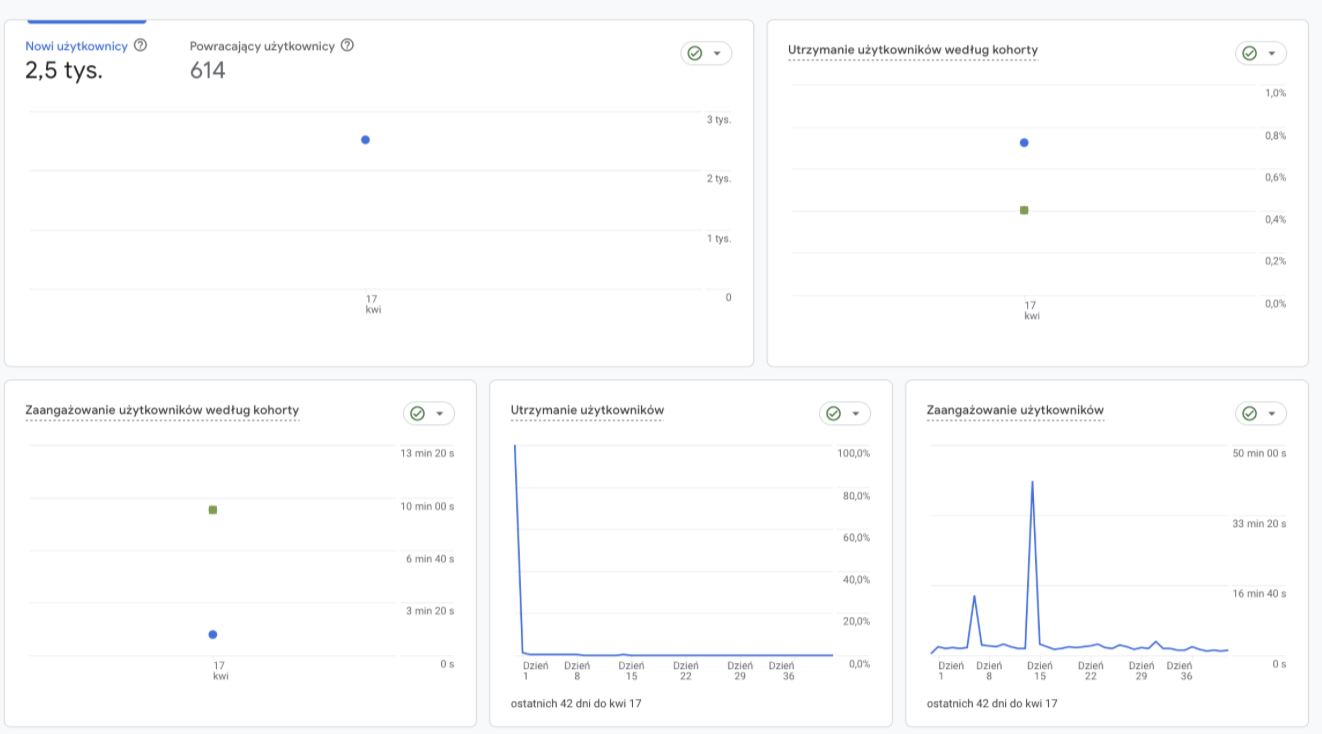 Nowi użytkownicy
Powracający użytkownicy
2,5 tys.
614
3 tys.
2 tys.
1 tys.
0
17
kwi
Utrzymanie użytkowników według kohorty
1,0%
0,8%
0,6%
0,4%
0,2%
0,0%
17
kwi
Zaangażowanie użytkowników według kohorty
13 min 20 s
10 min 00 s
6 min 40 s
3 min 20 s
0 s
17
kwi
Utrzymanie użytkowników
100,0%
80,0%
60,0%
40,0%
20,0%
0,0%
Dzień 1
Dzień 8
Dzień 15
Dzień 22
Dzień 29
Dzień 36
ostatnich 42 dni do kwi 17
Zaangażowanie użytkowników
50 min 00 s
33 min 20 s
16 min 40 s
0 s
Dzień 1
Dzień 8
Dzień 15
Dzień 22
Dzień 29
Dzień 36
ostatnich 42 dni do kwi 17